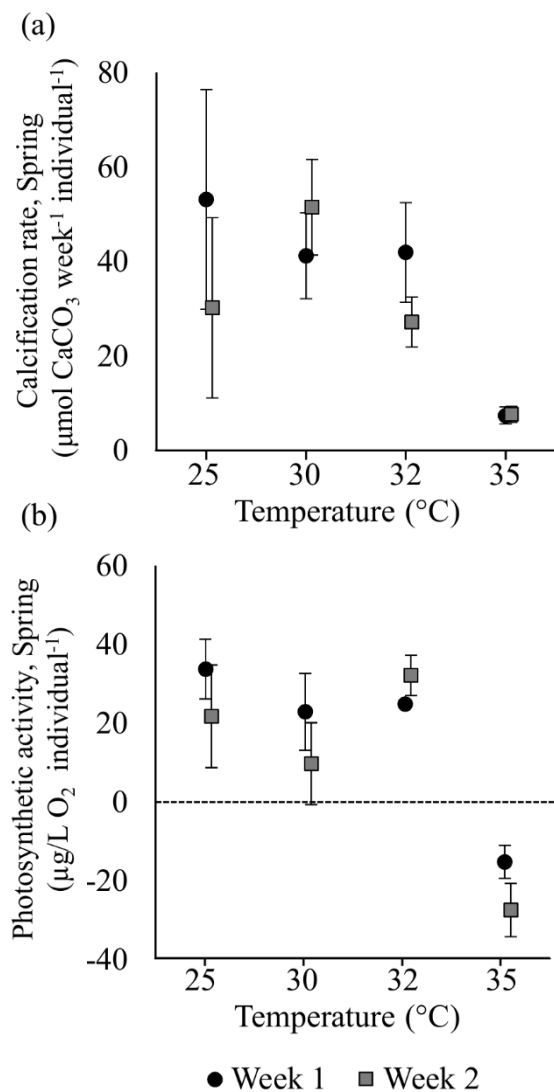 (a)
Calcification rate, Spring
(μmol CaCO₃ week⁻¹ individual⁻¹)
80
60
40
20
0
25 30 32 35
Temperature (°C)
(b)
Photosynthetic activity, Spring
(μg/L O₂ individual⁻¹)
60
40
20
0
-20
-40
25 30 32 35
Temperature (°C)
Week 1 Week 2